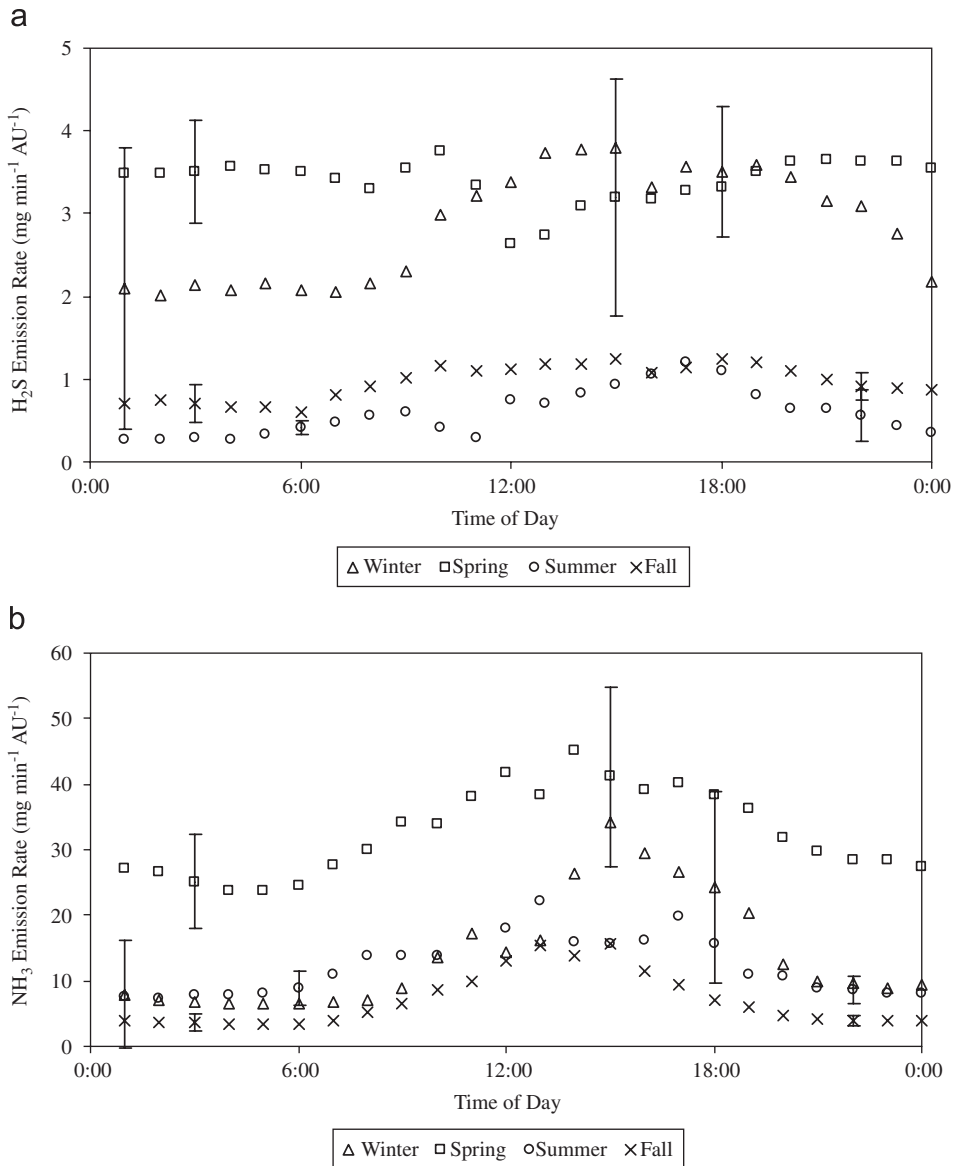 a
5
4
3
2
1
0
H₂S Emission Rate (mg min⁻¹ AU⁻¹)
0:00 6:00 12:00 18:00 0:00
Time of Day
Winter Spring Summer Fall
b
60
50
40
30
20
10
0
NH₃ Emission Rate (mg min⁻¹ AU⁻¹)
0:00 6:00 12:00 18:00 0:00
Time of Day
Winter Spring Summer Fall